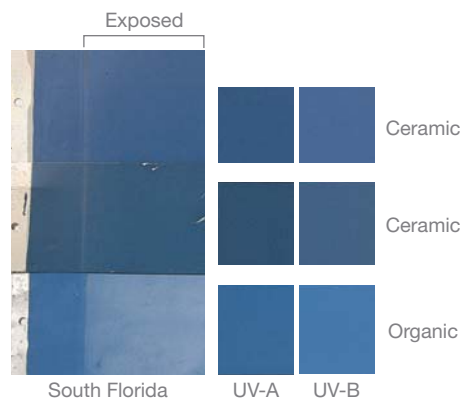 Exposed
Ceramic
Ceramic
Organic
South Florida UV-A UV-B